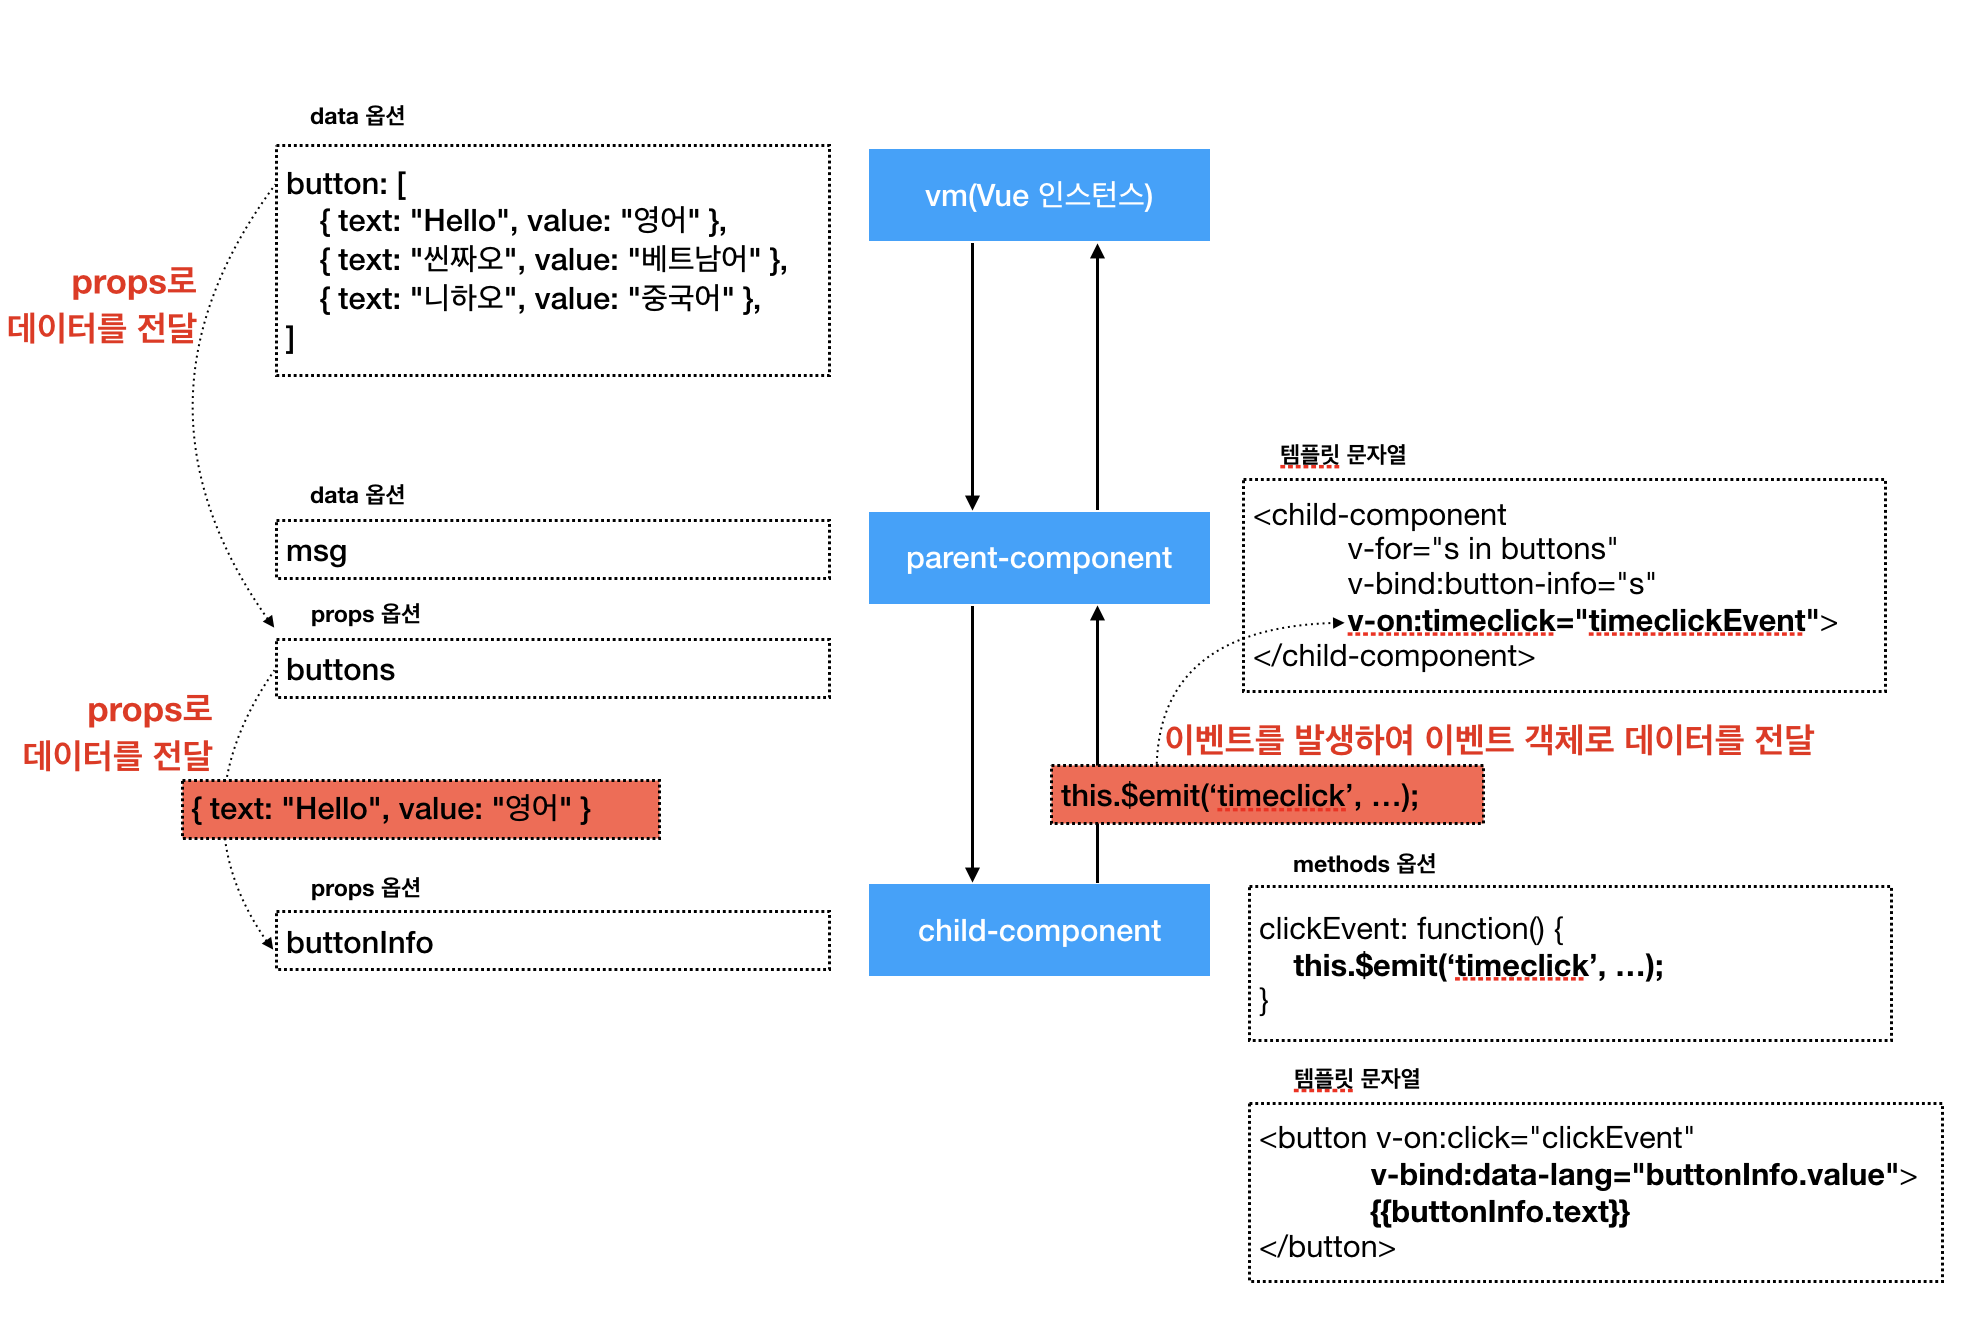 data 옵션
button: [
{ text: "Hello", value: "영어" },
{ text: "씬짜오", value: "베트남어" },
{ text: "니하오", value: "중국어" },
]
vm(Vue 인스턴스)
props로
데이터를 전달
data 옵션
msg
props 옵션
buttons
parent-component
템플릿 문자열
<child-component
v-for="s in buttons"
v-bind:button-info="s"
v-on:timeclick="timeclickEvent">
</child-component>
props로
데이터를 전달
{ text: "Hello", value: "영어" }
이벤트를 발생하여 이벤트 객체로 데이터를 전달
this.$emit(‘timeclick’, …);
props 옵션
buttonInfo
child-component
methods 옵션
clickEvent: function() {
this.$emit(‘timeclick’, …);
}
템플릿 문자열
<button v-on:click="clickEvent"
v-bind:data-lang="buttonInfo.value">
{{buttonInfo.text}}
</button>